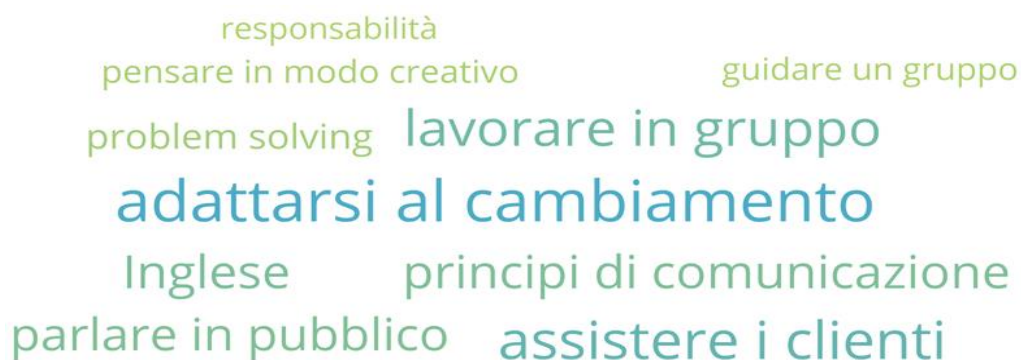 responsabilità
pensare in modo creativo
guidare un gruppo
problem solving
lavorare in gruppo
adattarsi al cambiamento
Inglese
principi di comunicazione
parlare in pubblico
assistere i clienti